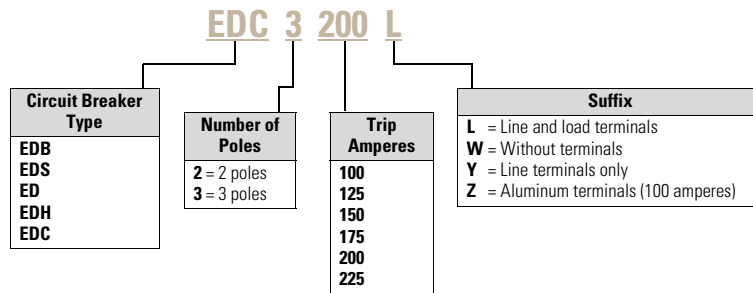 EDC 3 200 L
Circuit Breaker
Type
EDB
EDS
ED
EDH
EDC
Number of
Poles
2 = 2 poles
3 = 3 poles
Trip
Amperes
100
125
150
175
200
225
Suffix
L = Line and load terminals
W = Without terminals
Y = Line terminals only
Z = Aluminum terminals (100 amperes)